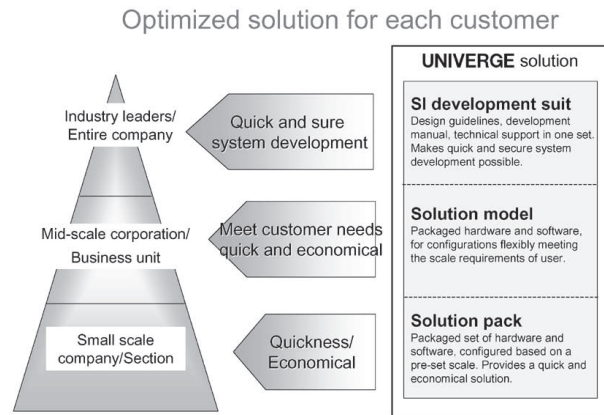 Optimized solution for each customer
Industry leaders/
Entire company
Mid-scale corporation/
Business unit
Small scale
company/Section
Quick and sure
system development
Meet customer needs
quick and economical
Quickness/
Economical
UNIVERGE solution
SI development suit
Design guidelines, development
manual, technical support in one set.
Makes quick and secure system
development possible.
Solution model
Packaged hardware and software,
for configurations flexibly meeting
the scale requirements of user.
Solution pack
Packaged set of hardware and
software, configured based on a
pre-set scale. Provides a quick and
economical solution.